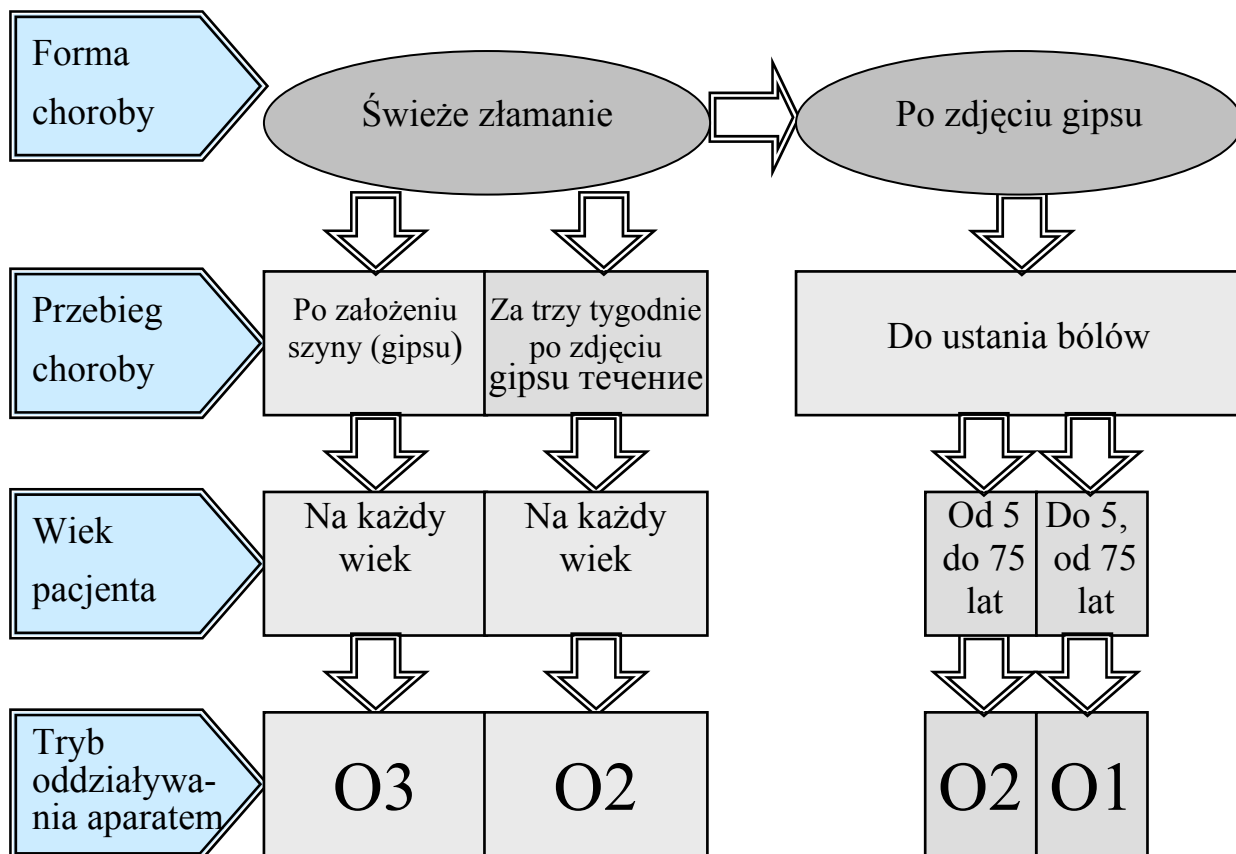 Forma
choroby
Świeże złamanie
Po zdjęciu gipsu
Przebieg
choroby
Po założeniu
szyny (gipsu)
Za trzy tygodnie
po zdjęciu
gipsu течение
Do ustania bólów
Wiek
pacjenta
Na każdy
wiek
Na każdy
wiek
Od 5
do 75
lat
Do 5,
od 75
lat
Tryb
oddziaływa-
nia aparatem
O3
O2
O2
O1